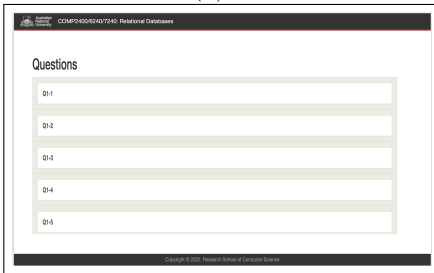 Australian
National
University
COMP2400/6240/7240: Relational Databases
Questions
Q1-1
Q1-2
Q1-3
Q1-4
Q1-5
Copyright © 2022, Research School of Computer Science